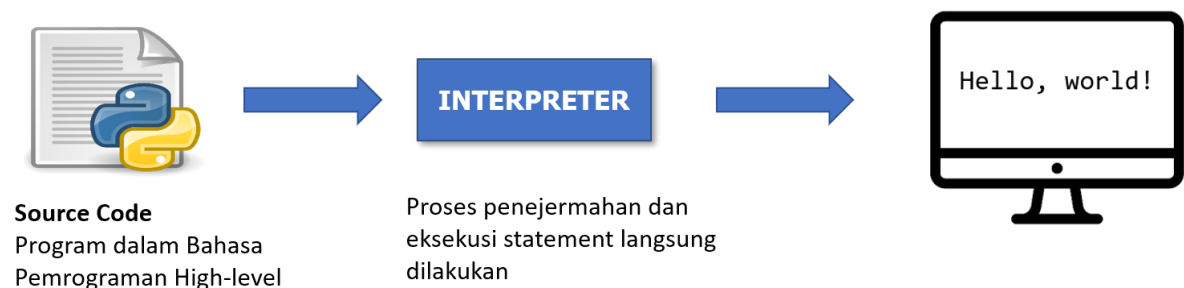 Source Code
Program dalam Bahasa
Pemrograman High-level
INTERPRETER
Proses penejermahan dan
eksekusi statement langsung
dilakukan
Hello, world!